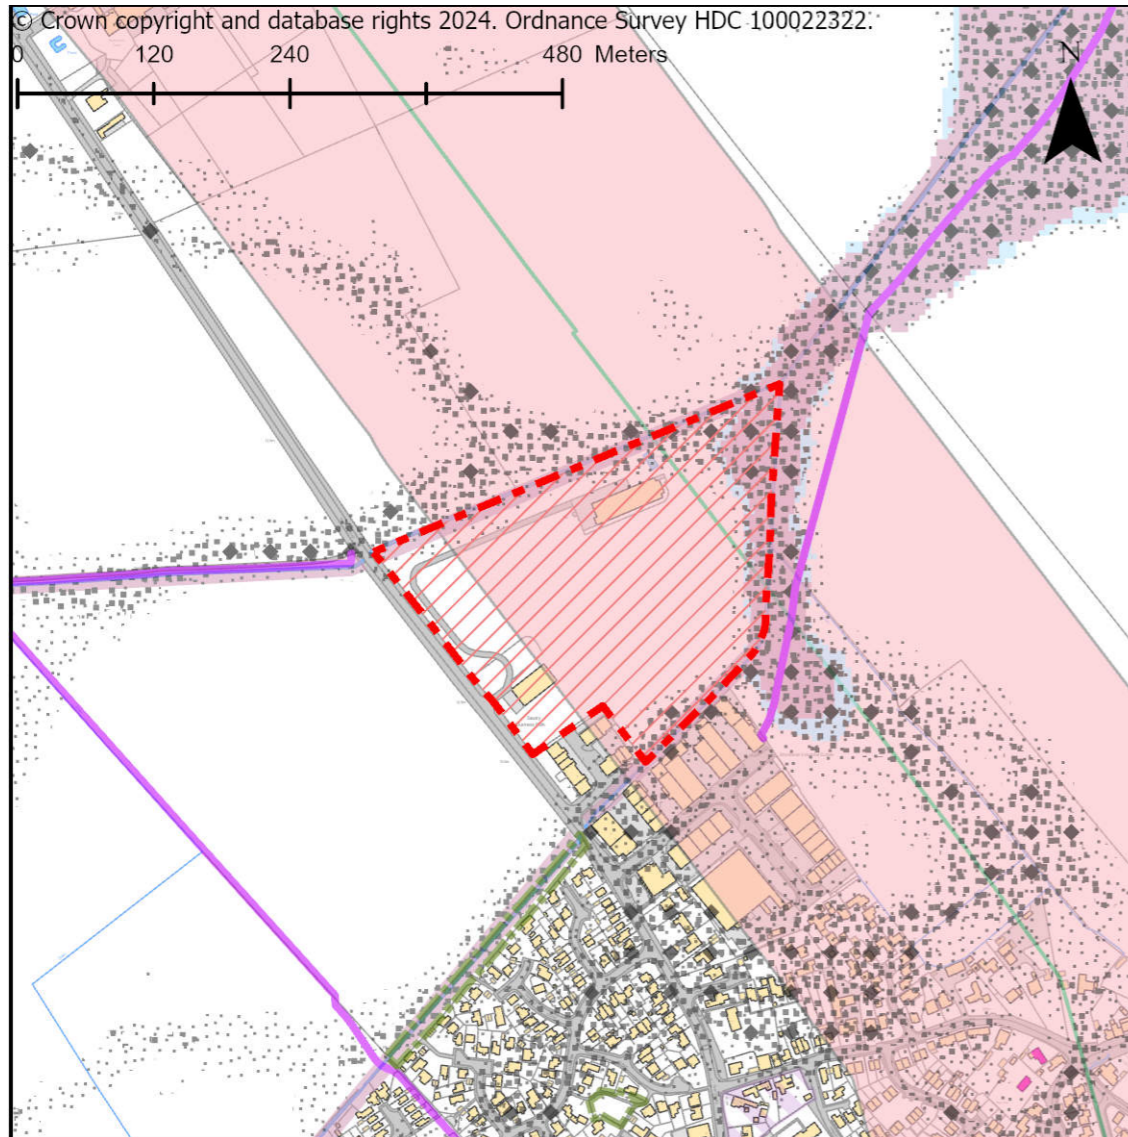 © Crown copyright and database rights 2024. Ordnance Survey HDC 100022322.
0 120 240 480 Meters
N